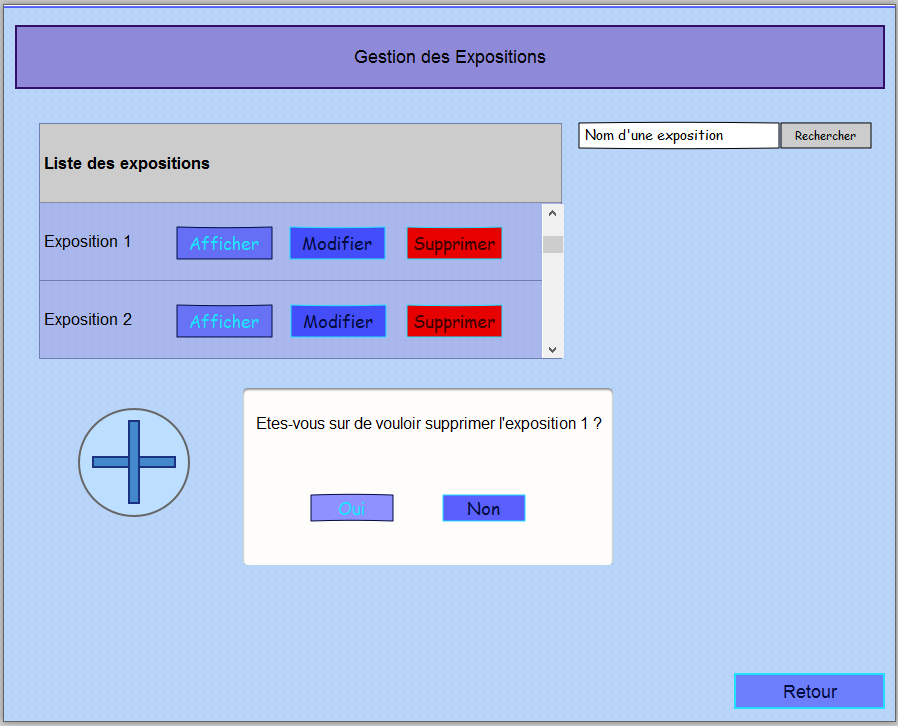 Gestion des Expositions
Nom d'une exposition Rechercher
Liste des expositions
Exposition 1 Afficher Modifier Supprimer
Exposition 2 Afficher Modifier Supprimer
Etes-vous sur de vouloir supprimer l'exposition 1 ?
Oui Non
Retour